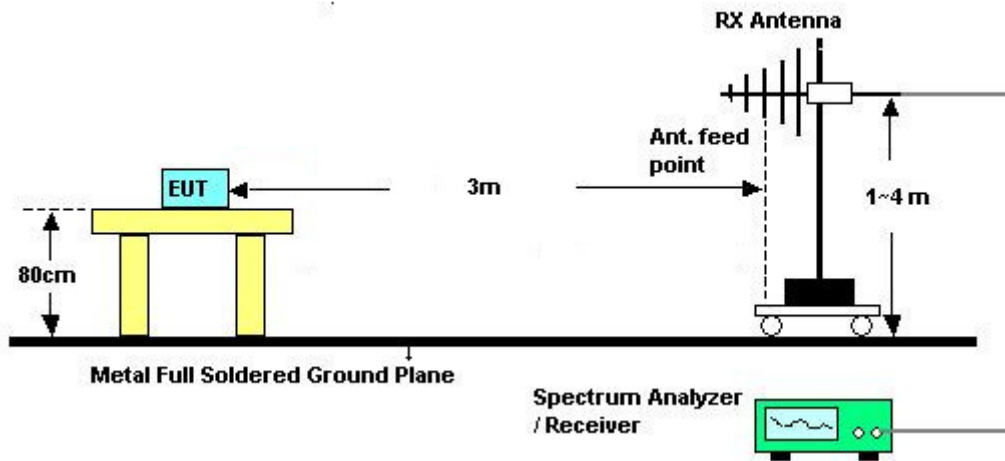 RX Antenna
Ant. feed
point
EUT
3m
1~4 m
80cm
Metal Full Soldered Ground Plane
Spectrum Analyzer
/ Receiver